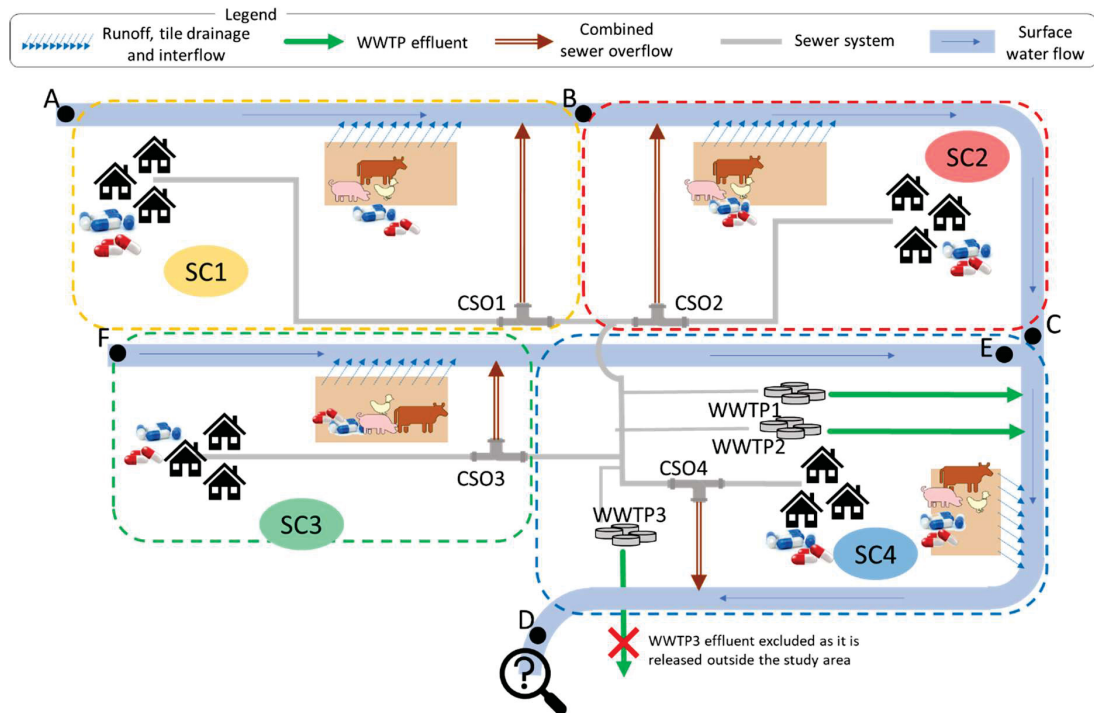 Legend
Runoff, tile drainage
and interflow
WWTP effluent
Combined
sewer overflow
Sewer system
Surface
water flow
A
B
SC2
SC1
CSO1
CSO2
C
F
E
WWTP1
WWTP2
CSO3
CSO4
WWTP3
SC3
SC4
D
WWTP3 effluent excluded as it is
released outside the study area
?